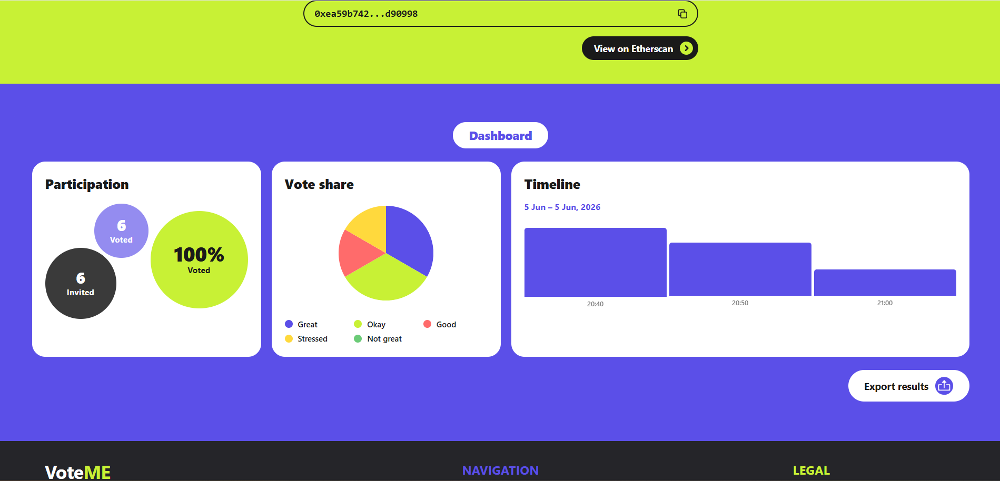 0xea59b742...d90998
View on Etherscan
Dashboard
Participation
6
Voted
6
Invited
100%
Voted
Vote share
Great
Okay
Good
Stressed
Not great
Timeline
5 Jun – 5 Jun, 2026
20:40
20:50
21:00
Export results
VoteME
NAVIGATION
LEGAL